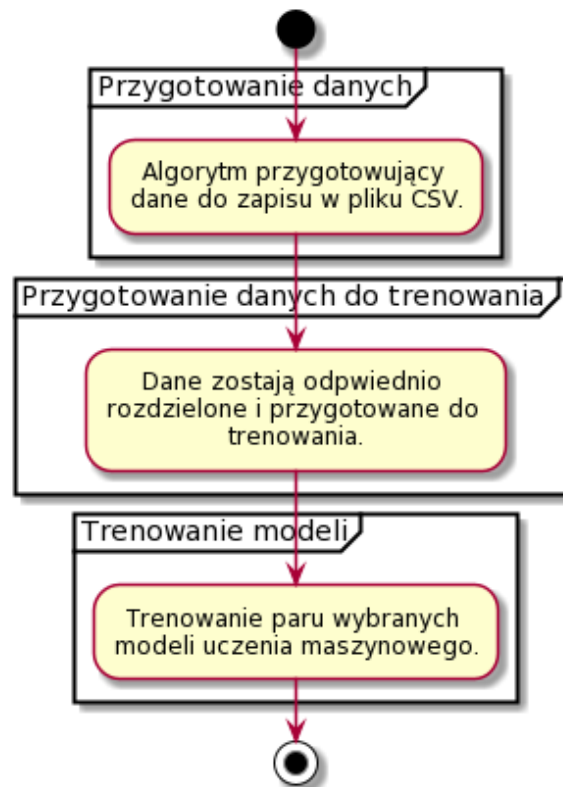 Przygotowanie danych
Algorytm przygotowujący
dane do zapisu w pliku CSV.
Przygotowanie danych do trenowania
Dane zostają odpwiednio
rozdzielone i przygotowane do
trenowania.
Trenowanie modeli
Trenowanie paru wybranych
modeli uczenia maszynowego.